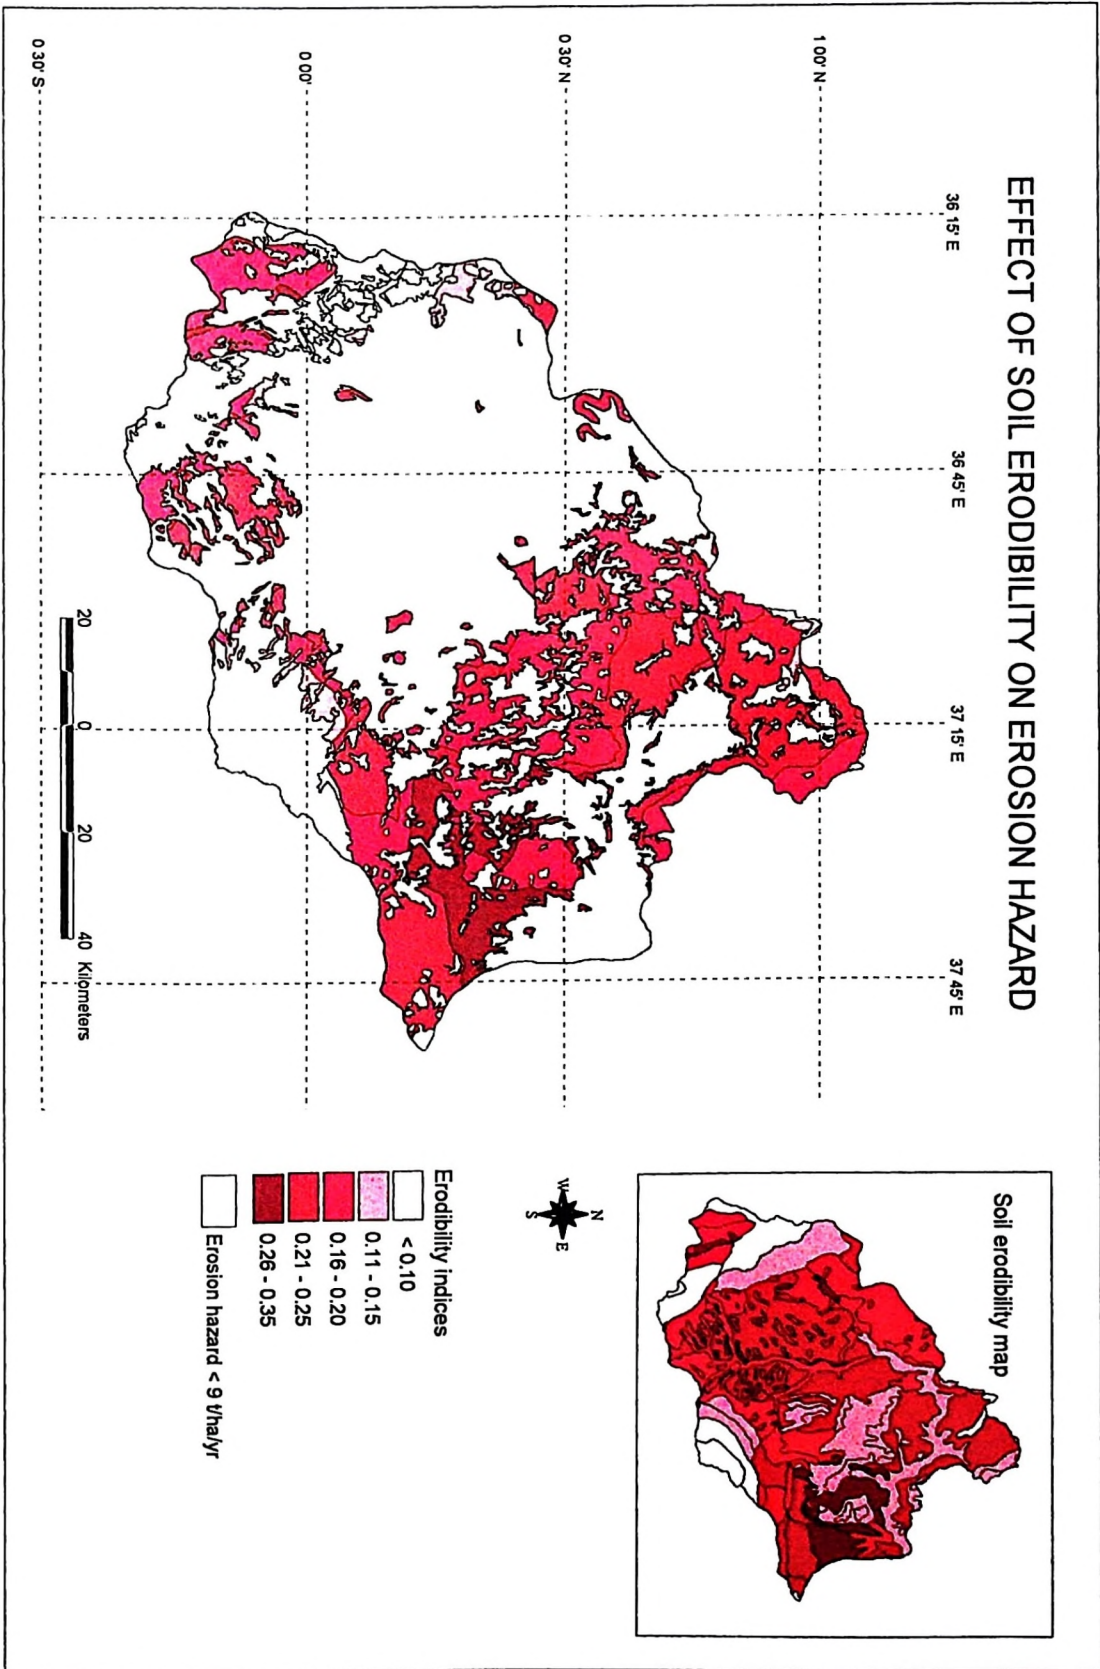 EFFECT OF SOIL ERODIBILITY ON EROSION HAZARD
36 15' E
36 45' E
37 15' E
37 45' E
1 00' N
0 30' N
0 00'
0 30' S
20 0 20 40 Kilometers
Soil erodibility map
N
W E
S
Erodibility indices
< 0.10
0.11 - 0.15
0.16 - 0.20
0.21 - 0.25
0.26 - 0.35
Erosion hazard < 9 t/ha/yr